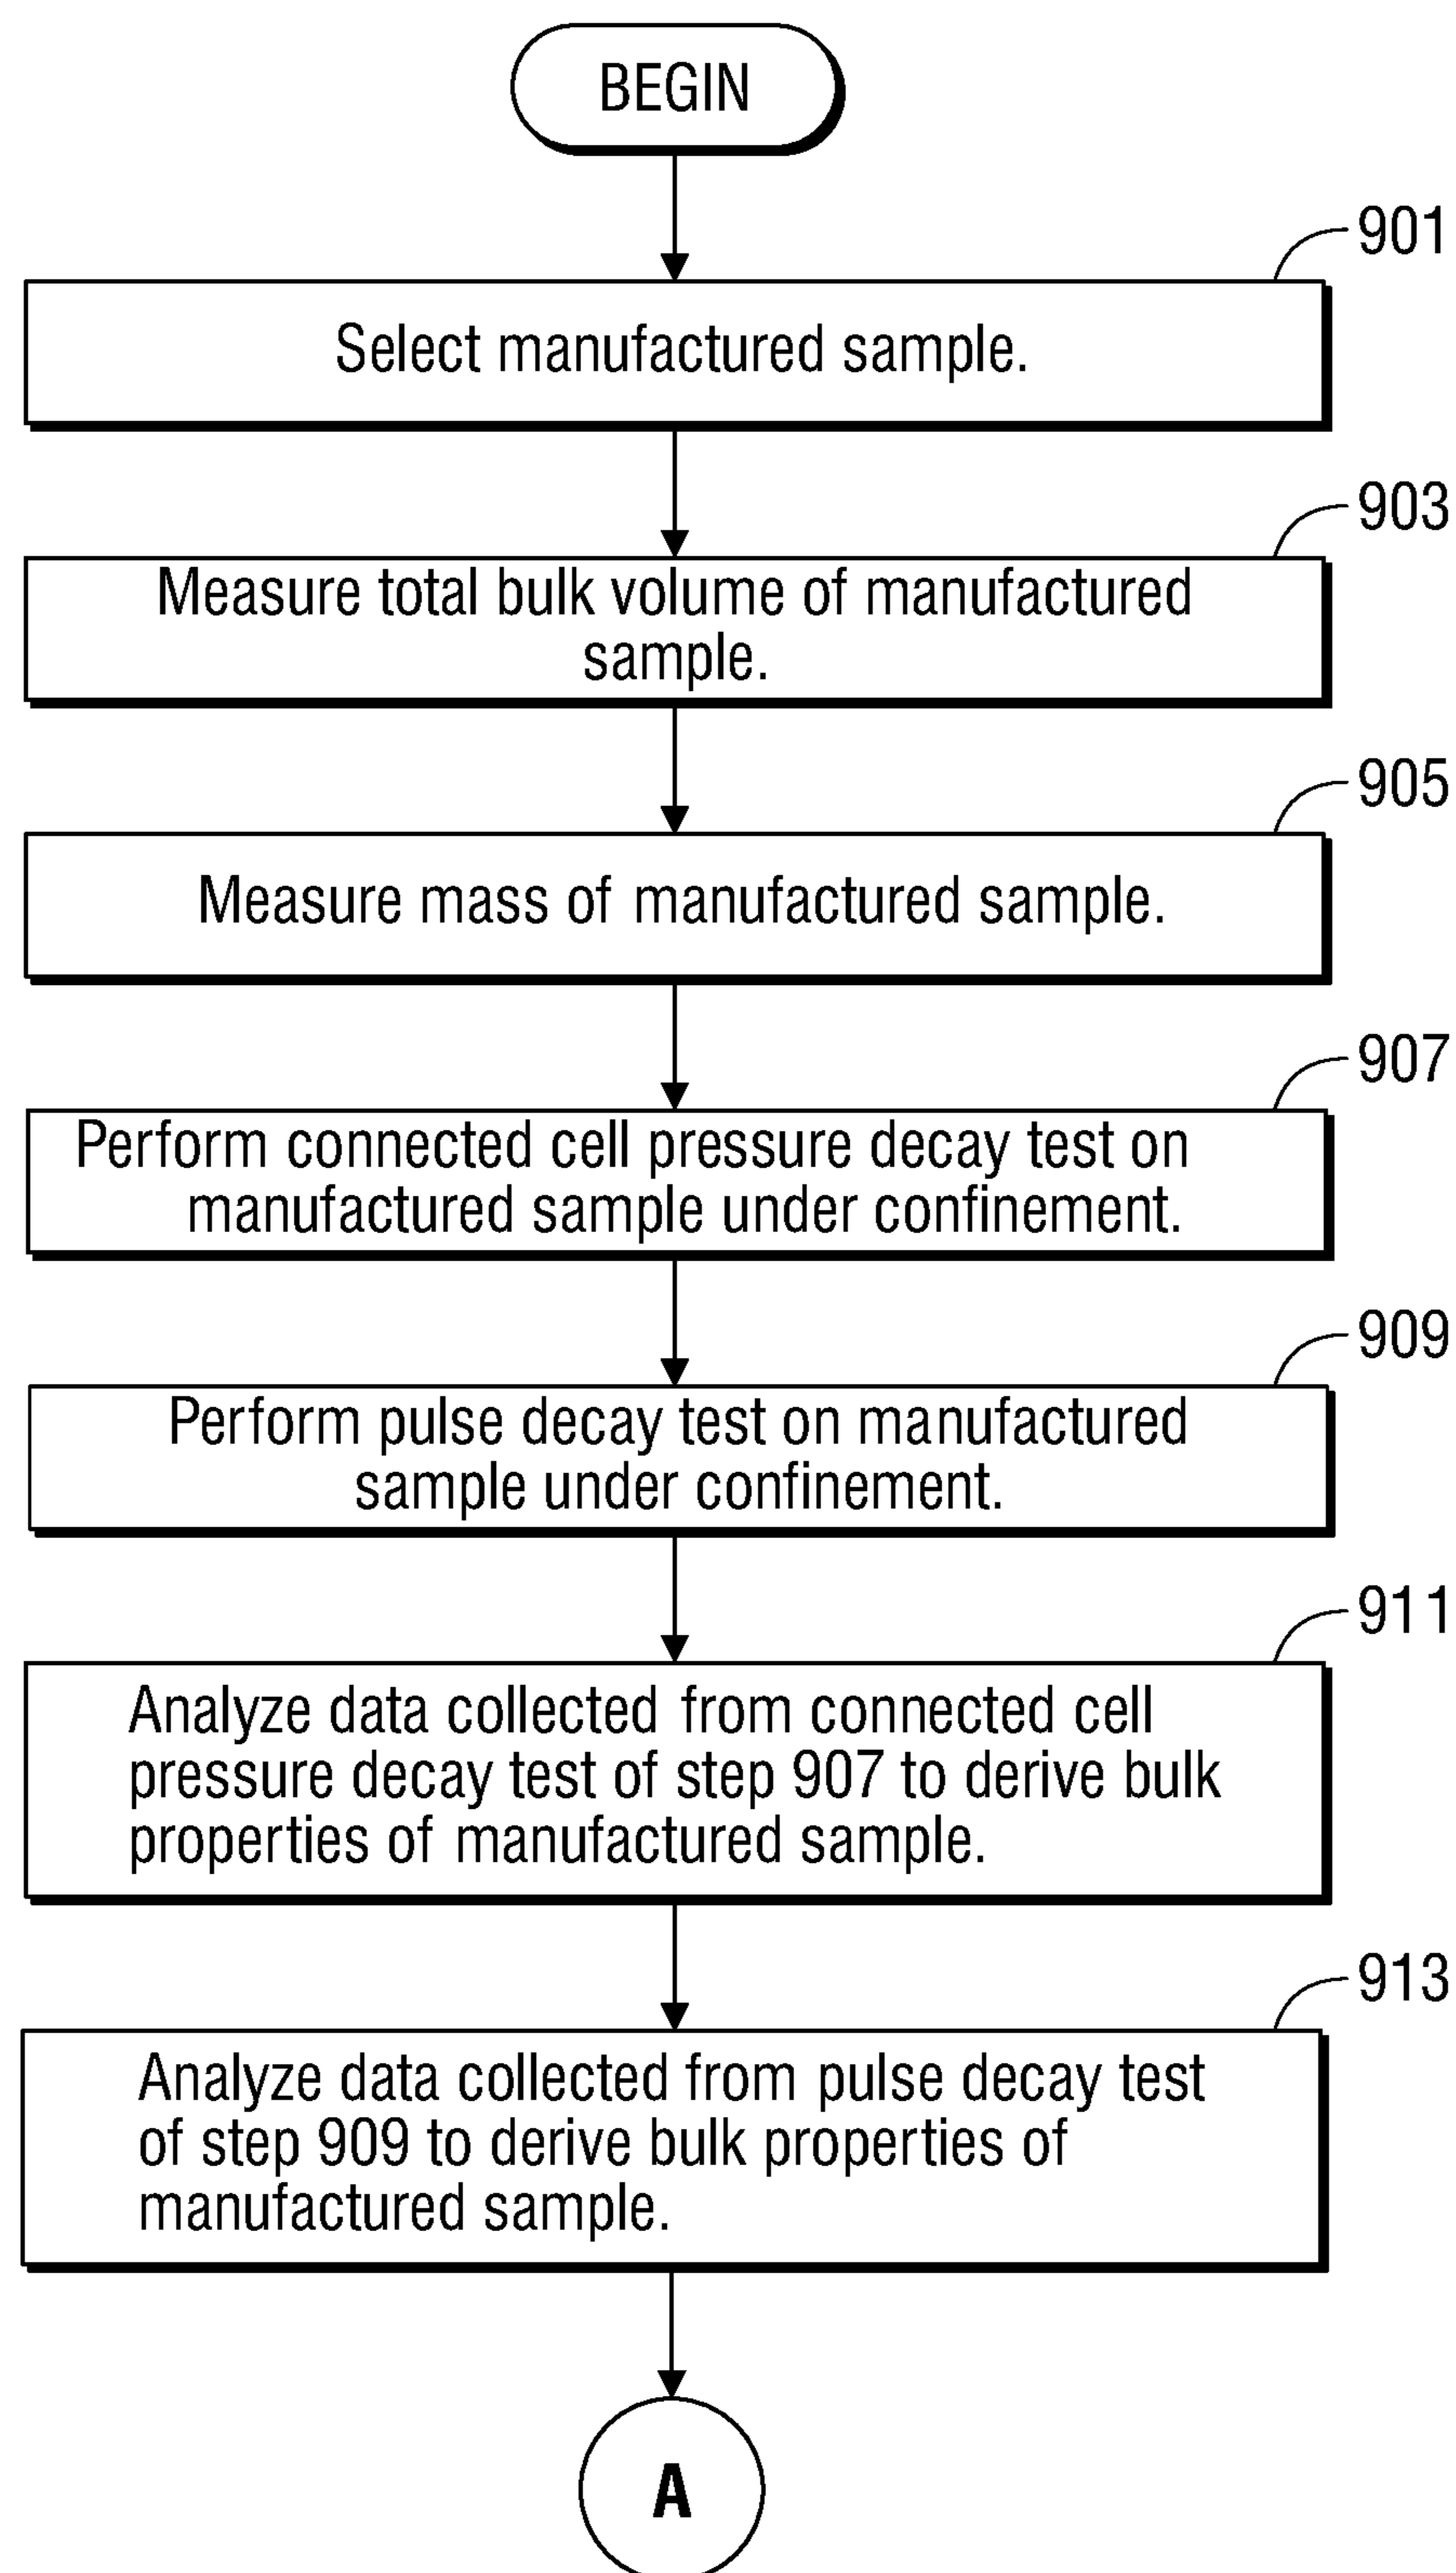 BEGIN
901
Select manufactured sample.
903
Measure total bulk volume of manufactured
sample.
905
Measure mass of manufactured sample.
907
Perform connected cell pressure decay test on
manufactured sample under confinement.
909
Perform pulse decay test on manufactured
sample under confinement.
911
Analyze data collected from connected cell
pressure decay test of step 907 to derive bulk
properties of manufactured sample.
913
Analyze data collected from pulse decay test
of step 909 to derive bulk properties of
manufactured sample.
A